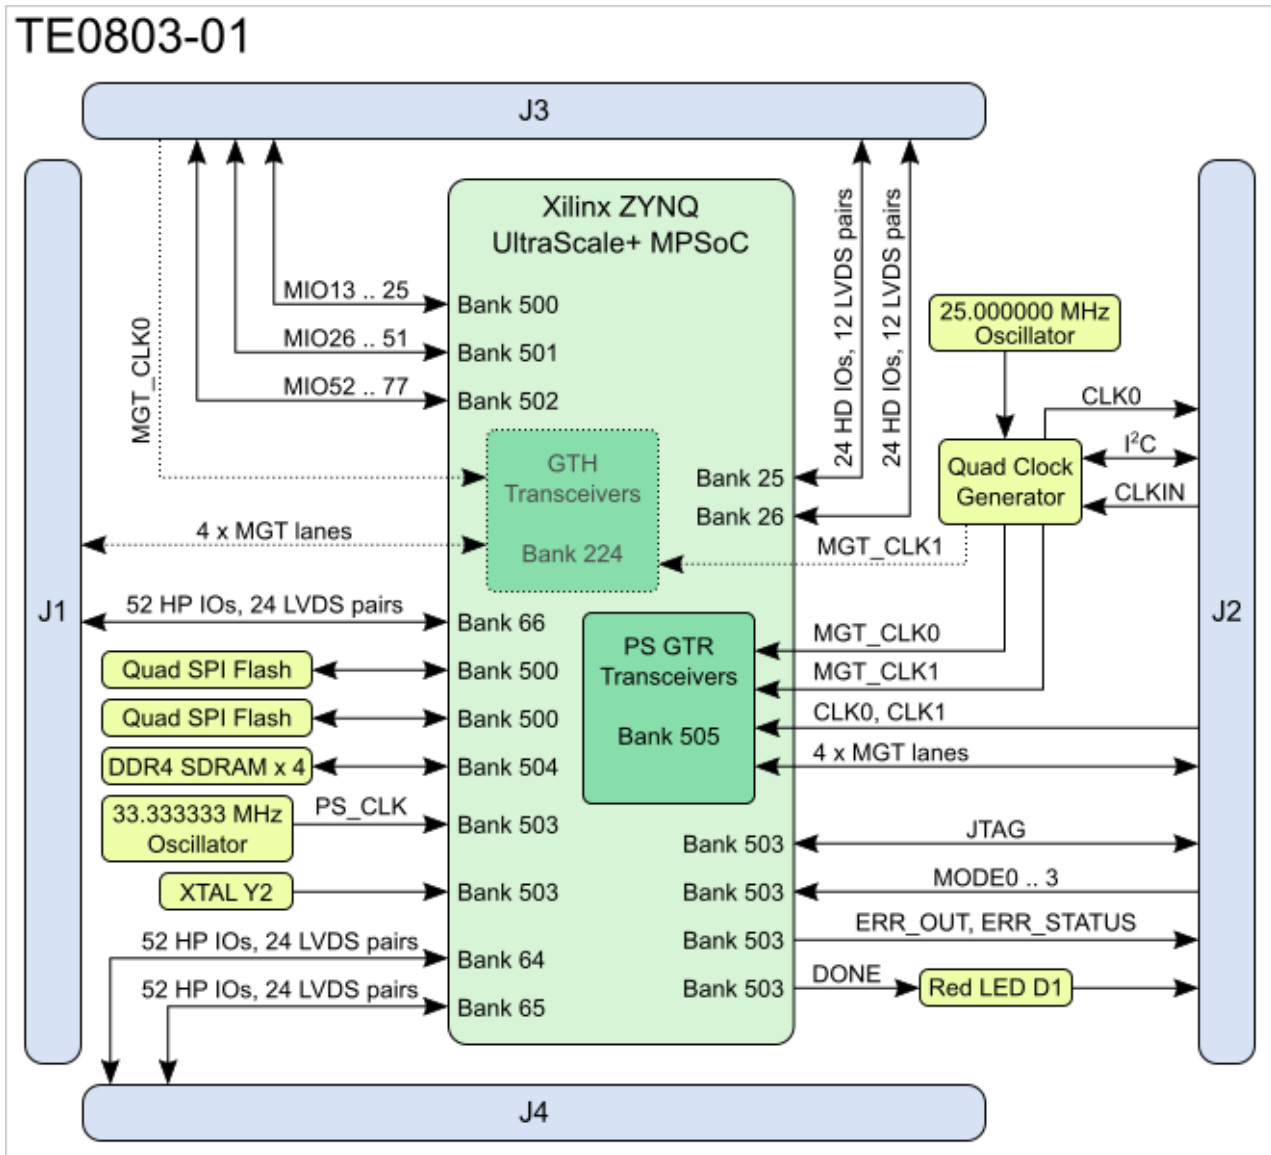 TE0803-01
J3
J1
J2
J4
Xilinx ZYNQ
UltraScale+ MPSoC
MGT_CLK0
MIO13 .. 25
Bank 500
MIO26 .. 51
Bank 501
MIO52 .. 77
Bank 502
GTH
Transceivers
Bank 224
4 x MGT lanes
52 HP IOs, 24 LVDS pairs
Bank 66
Quad SPI Flash
Bank 500
Quad SPI Flash
Bank 500
DDR4 SDRAM x 4
Bank 504
33.333333 MHz
Oscillator
PS_CLK
Bank 503
XTAL Y2
Bank 503
52 HP IOs, 24 LVDS pairs
Bank 64
52 HP IOs, 24 LVDS pairs
Bank 65
24 HD IOs, 12 LVDS pairs
24 HD IOs, 12 LVDS pairs
Bank 25
Bank 26
25.000000 MHz
Oscillator
Quad Clock
Generator
CLK0
I²C
CLKIN
MGT_CLK1
PS GTR
Transceivers
Bank 505
MGT_CLK0
MGT_CLK1
CLK0, CLK1
4 x MGT lanes
Bank 503
JTAG
Bank 503
MODE0 .. 3
Bank 503
ERR_OUT, ERR_STATUS
Bank 503
DONE
Red LED D1